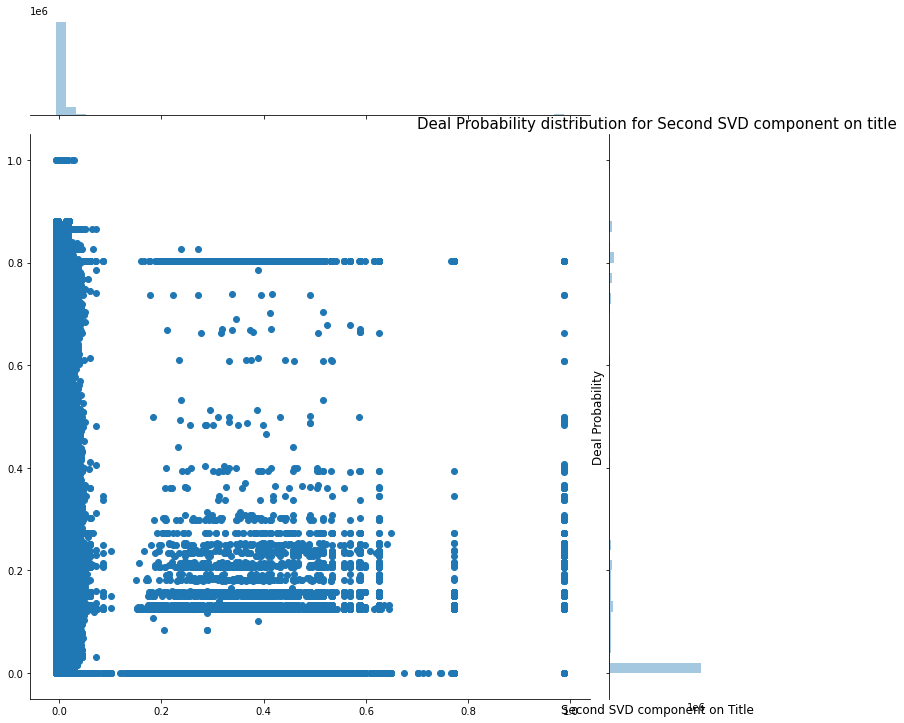 1e6
Deal Probability distribution for Second SVD component on title
1.0
0.8
0.6
0.4
0.2
0.0
Deal Probability
0.0 0.2 0.4 0.6 0.8 1.0
1e6
Second SVD component on Title